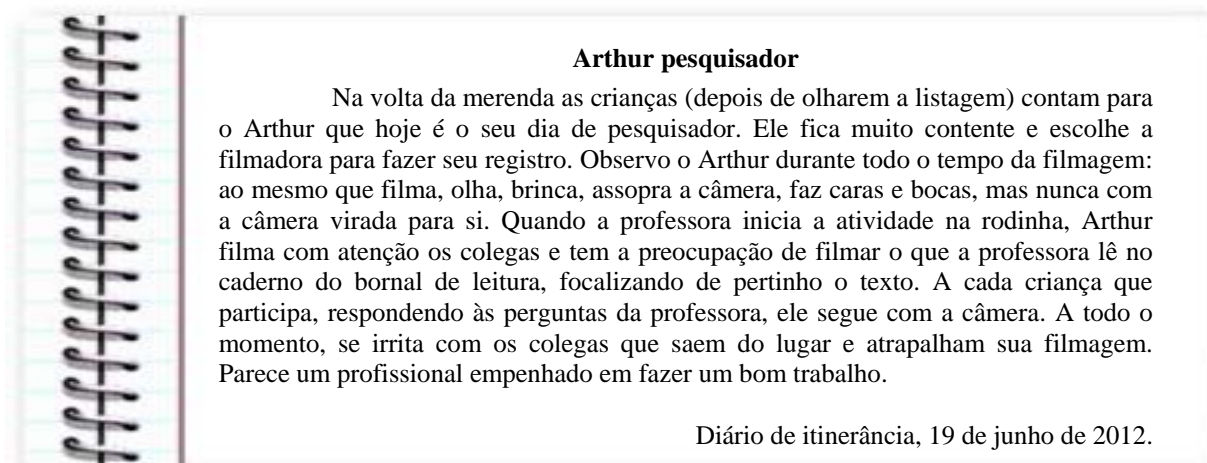 Arthur pesquisador
Na volta da merenda as crianças (depois de olharem a listagem) contam para
o Arthur que hoje é o seu dia de pesquisador. Ele fica muito contente e escolhe a
filmadora para fazer seu registro. Observo o Arthur durante todo o tempo da filmagem:
ao mesmo que filma, olha, brinca, assopra a câmera, faz caras e bocas, mas nunca com
a câmera virada para si. Quando a professora inicia a atividade na rodinha, Arthur
filma com atenção os colegas e tem a preocupação de filmar o que a professora lê no
caderno do bornal de leitura, focalizando de pertinho o texto. A cada criança que
participa, respondendo às perguntas da professora, ele segue com a câmera. A todo o
momento, se irrita com os colegas que saem do lugar e atrapalham sua filmagem.
Parece um profissional empenhado em fazer um bom trabalho.
Diário de itinerância, 19 de junho de 2012.